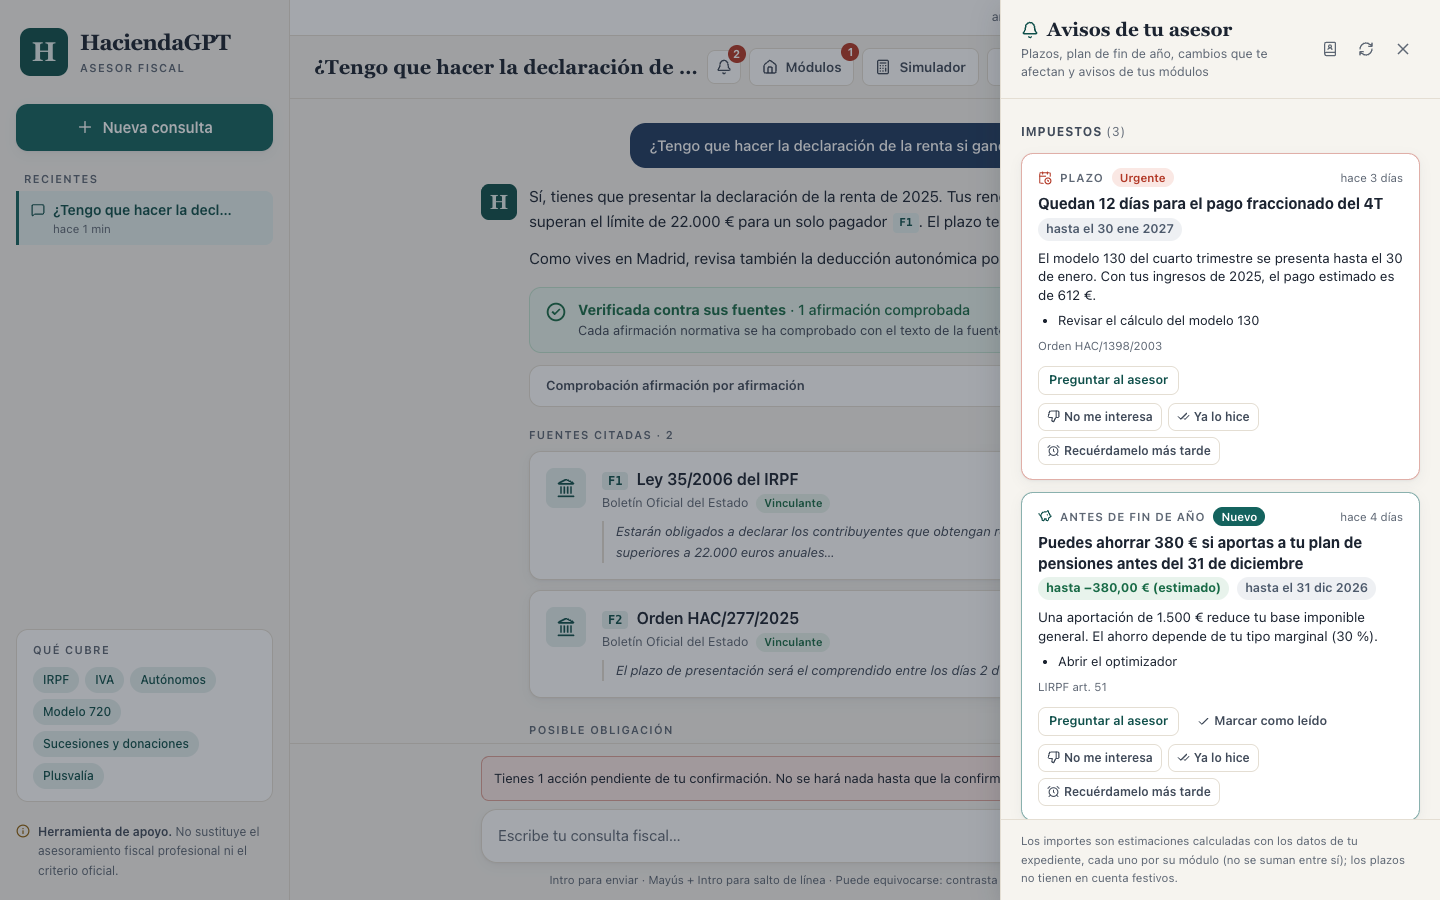 H
HaciendaGPT
ASESOR FISCAL
Nueva consulta
RECIENTES
¿Tengo que hacer la decl...
hace 1 min
QUÉ CUBRE
IRPF
IVA
Autónomos
Modelo 720
Sucesiones y donaciones
Plusvalía
Herramienta de apoyo. No sustituye el
asesoramiento fiscal profesional ni el
criterio oficial.
¿Tengo que hacer la declaración de ...
2
Módulos
1
Simulador
¿Tengo que hacer la declaración de la renta si
H
Sí, tienes que presentar la declaración de la renta de 2025. Tus
superan el límite de 22.000 € para un solo pagador F1. El plazo
Como vives en Madrid, revisa también la deducción autonómica
Verificada contra sus fuentes · 1 afirmación comprobada
Cada afirmación normativa se ha comprobado con el texto de la
Comprobación afirmación por afirmación
FUENTES CITADAS · 2
F1 Ley 35/2006 del IRPF
Boletín Oficial del Estado Vinculante
Estarán obligados a declarar los contribuyentes que obtengan
superiores a 22.000 euros anuales...
F2 Orden HAC/277/2025
Boletín Oficial del Estado Vinculante
El plazo de presentación será el comprendido entre los días 2
POSIBLE OBLIGACIÓN
Tienes 1 acción pendiente de tu confirmación. No se hará nada hasta que la
Escribe tu consulta fiscal...
Intro para enviar · Mayús + Intro para salto de línea · Puede equivocarse: contrasta
Avisos de tu asesor
Plazos, plan de fin de año, cambios que te
afectan y avisos de tus módulos
IMPUESTOS (3)
PLAZO Urgente hace 3 días
Quedan 12 días para el pago fraccionado del 4T
hasta el 30 ene 2027
El modelo 130 del cuarto trimestre se presenta hasta el 30
de enero. Con tus ingresos de 2025, el pago estimado es
de 612 €.
• Revisar el cálculo del modelo 130
Orden HAC/1398/2003
Preguntar al asesor
No me interesa
Ya lo hice
Recuérdamelo más tarde
ANTES DE FIN DE AÑO Nuevo hace 4 días
Puedes ahorrar 380 € si aportas a tu plan de
pensiones antes del 31 de diciembre
hasta −380,00 € (estimado) hasta el 31 dic 2026
Una aportación de 1.500 € reduce tu base imponible
general. El ahorro depende de tu tipo marginal (30 %).
• Abrir el optimizador
LIRPF art. 51
Preguntar al asesor
Marcar como leído
No me interesa
Ya lo hice
Recuérdamelo más tarde
Los importes son estimaciones calculadas con los datos de tu
expediente, cada uno por su módulo (no se suman entre sí); los plazos
no tienen en cuenta festivos.